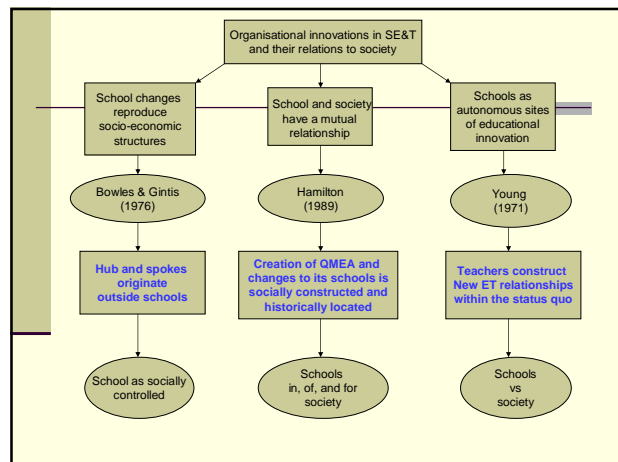 Organisational innovations in SE&T
and their relations to society
School changes
reproduce
socio-economic
structures
School and society
have a mutual
relationship
Schools as
autonomous sites
of educational
innovation
Bowles & Gintis
(1976)
Hamilton
(1989)
Young
(1971)
Hub and spokes
originate
outside schools
Creation of QMEA and
changes to its schools is
socially constructed and
historically located
Teachers construct
New ET relationships
within the status quo
School as socially
controlled
Schools
in, of, and for
society
Schools
vs
society